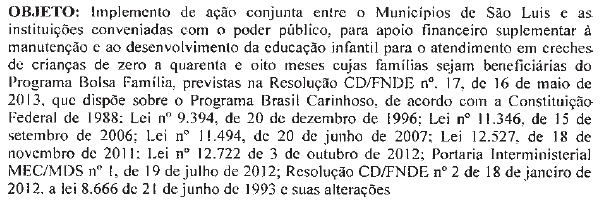 OBJETO: Implemento de ação conjunta entre o Municípios de São Luis e as
instituições conveniadas com o poder público, para apoio financeiro suplementar à
manutenção e ao desenvolvimento da educação infantil para o atendimento em creches
de crianças de zero a quarenta e oito meses cujas famílias sejam beneficiárias do
Programa Bolsa Família, previstas na Resolução CD/FNDE nº. 17, de 16 de maio de
2013, que dispõe sobre o Programa Brasil Carinhoso, de acordo com a Constituição
Federal de 1988: Lei nº 9.394, de 20 de dezembro de 1996; Lei nº 11.346, de 15 de
setembro de 2006; Lei nº 11.494, de 20 de junho de 2007; Lei 12.527, de 18 de
novembro de 2011; Lei nº 12.722 de 3 de outubro de 2012; Portaria Interministerial
MEC/MDS nº 1, de 19 de julho de 2012; Resolução CD/FNDE nº 2 de 18 de janeiro de
2012, a lei 8.666 de 21 de junho de 1993 e suas alterações